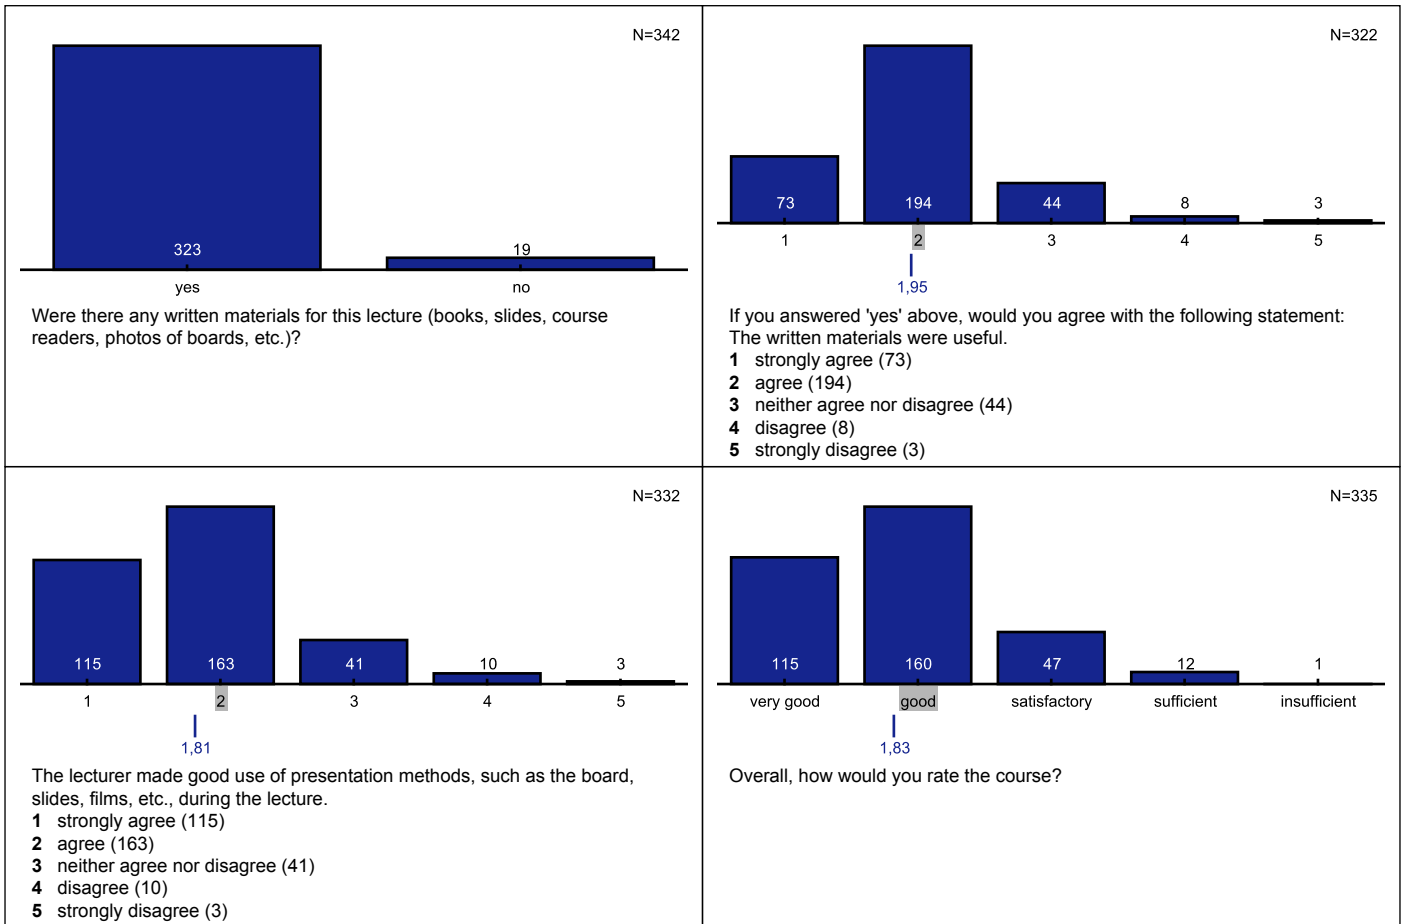 N=342
323
19
yes
no
Were there any written materials for this lecture (books, slides, course
readers, photos of boards, etc.)?
N=322
73
194
44
8
3
1
2
3
4
5
1,95
If you answered 'yes' above, would you agree with the following statement:
The written materials were useful.
1 strongly agree (73)
2 agree (194)
3 neither agree nor disagree (44)
4 disagree (8)
5 strongly disagree (3)
N=332
115
163
41
10
3
1
2
3
4
5
1,81
The lecturer made good use of presentation methods, such as the board,
slides, films, etc., during the lecture.
1 strongly agree (115)
2 agree (163)
3 neither agree nor disagree (41)
4 disagree (10)
5 strongly disagree (3)
N=335
115
160
47
12
1
very good
good
satisfactory
sufficient
insufficient
1,83
Overall, how would you rate the course?